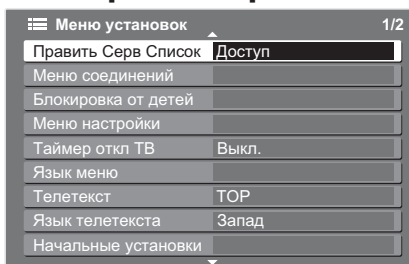 Меню установок 1/2
Править Серв Список Доступ
Меню соединений
Блокировка от детей
Меню настройки
Таймер откл ТВ Выкл.
Язык меню
Телетекст TOP
Язык телетекста Запад
Начальные установки